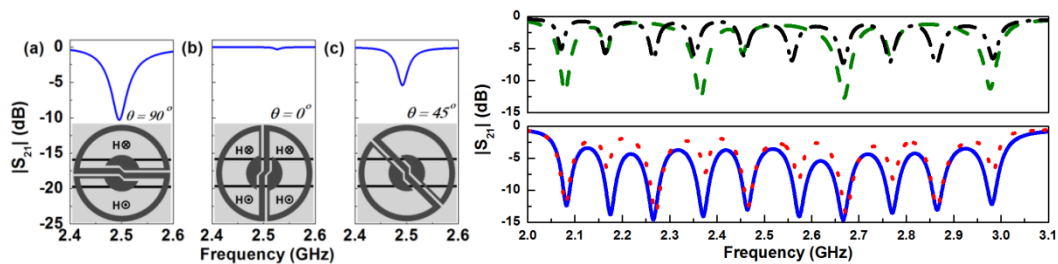 (a)
(b)
(c)
|S21| (dB)
0
-5
-10
-15
-20
-25
θ = 90°
θ = 0°
θ = 45°
H⊗
H⊙
H⊗ H⊗
H⊙ H⊙
2.4 2.5 2.6
2.4 2.5 2.6
2.4 2.5 2.6
Frequency (GHz)
|S21| (dB)
0
-5
-10
-15
0
-5
-10
-15
2.0 2.1 2.2 2.3 2.4 2.5 2.6 2.7 2.8 2.9 3.0 3.1
Frequency (GHz)